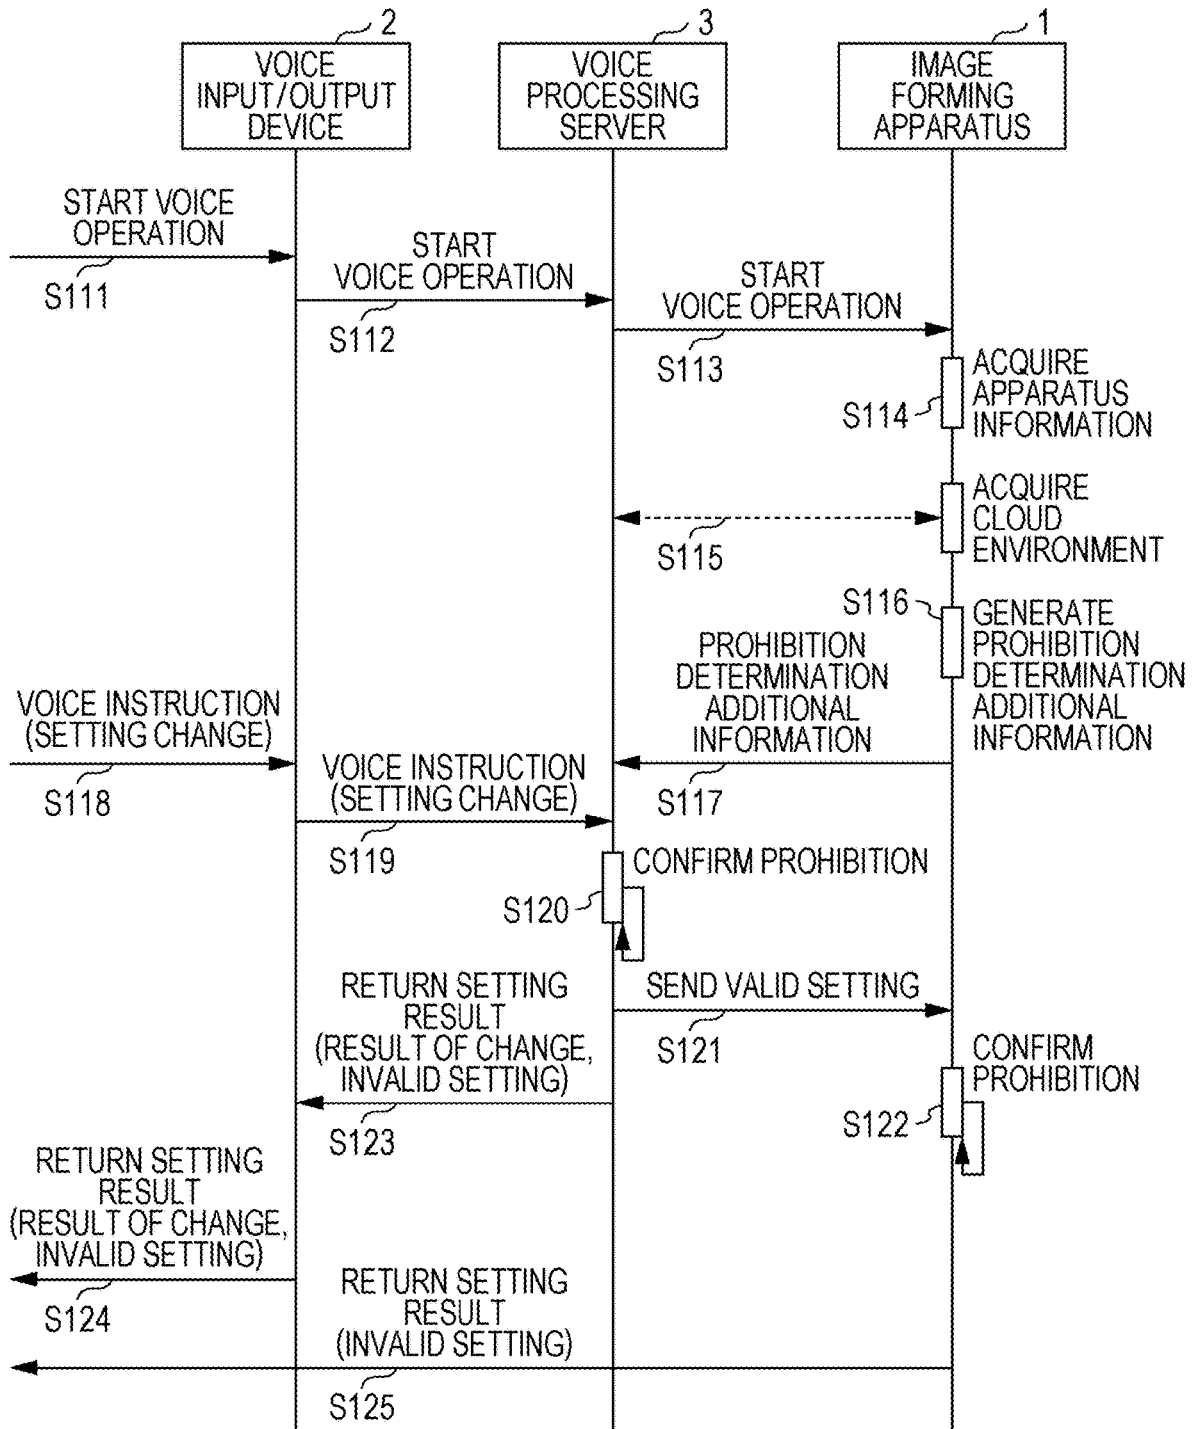 2
3
1
VOICE
INPUT/OUTPUT
DEVICE
VOICE
PROCESSING
SERVER
IMAGE
FORMING
APPARATUS
START VOICE
OPERATION
S111
START
VOICE OPERATION
S112
START
VOICE OPERATION
S113
ACQUIRE
APPARATUS
INFORMATION
S114
ACQUIRE
CLOUD
ENVIRONMENT
S115
S116
GENERATE
PROHIBITION
DETERMINATION
ADDITIONAL
INFORMATION
PROHIBITION
DETERMINATION
ADDITIONAL
INFORMATION
S117
VOICE INSTRUCTION
(SETTING CHANGE)
S118
VOICE INSTRUCTION
(SETTING CHANGE)
S119
CONFIRM PROHIBITION
S120
SEND VALID SETTING
S121
CONFIRM
PROHIBITION
S122
RETURN SETTING
RESULT
(RESULT OF CHANGE,
INVALID SETTING)
S123
RETURN SETTING
RESULT
(RESULT OF CHANGE,
INVALID SETTING)
S124
RETURN SETTING
RESULT
(INVALID SETTING)
S125